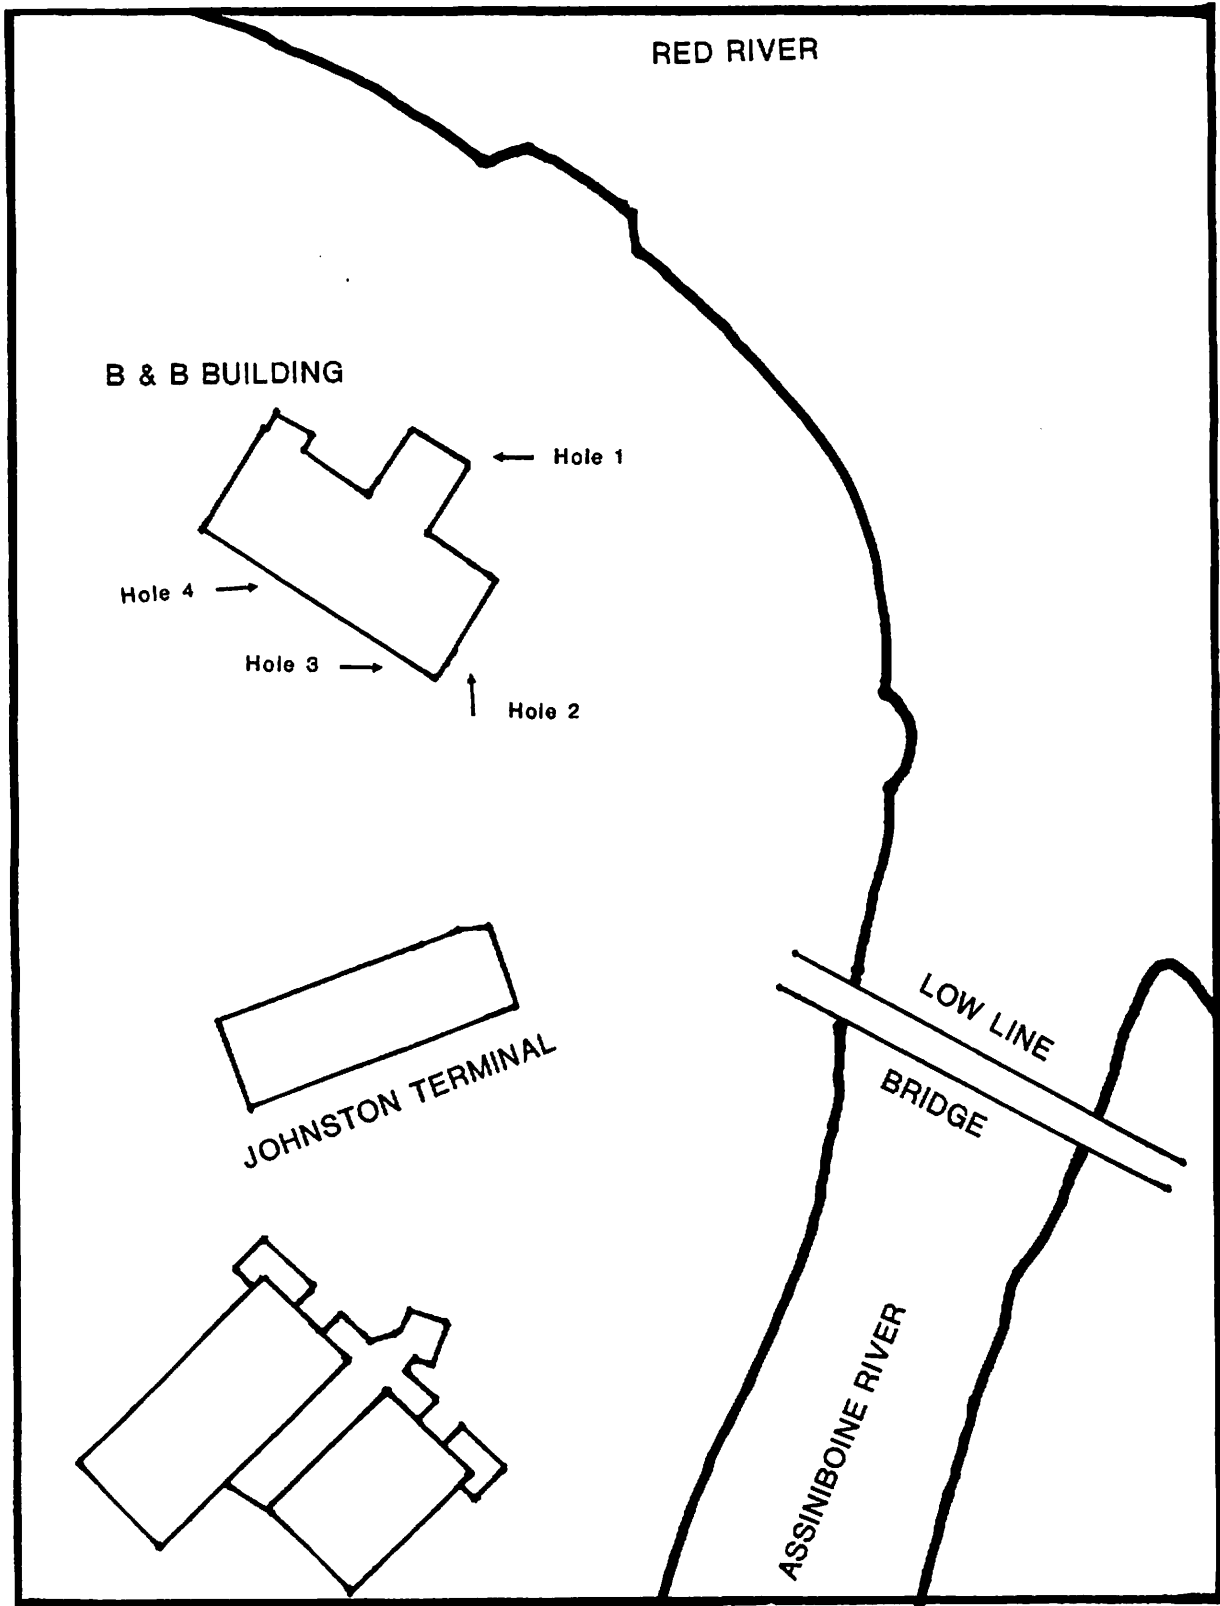 RED RIVER
B & B BUILDING
Hole 1
Hole 4
Hole 3
Hole 2
LOW LINE
BRIDGE
JOHNSTON TERMINAL
ASSINIBOINE RIVER